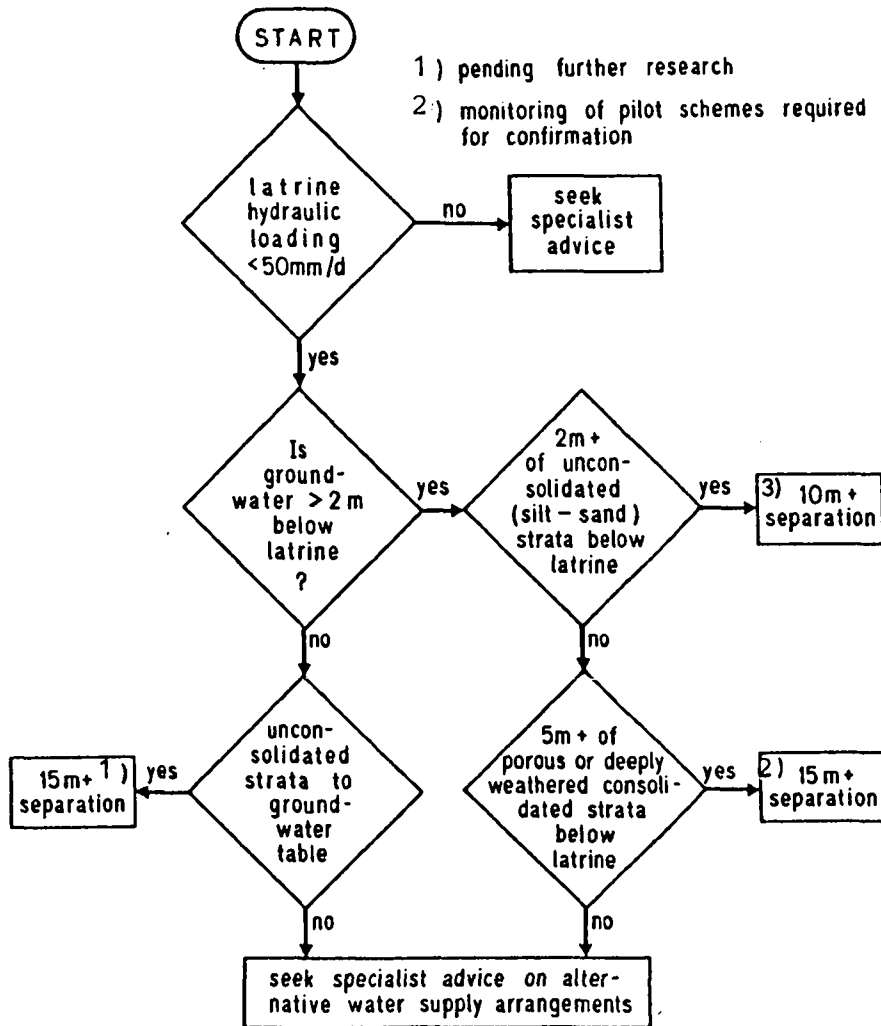 START
1) pending further research
2) monitoring of pilot schemes required
for confirmation
latrine
hydraulic
loading
<50mm/d
no
seek
specialist
advice
yes
Is
ground-
water >2m
below
latrine
?
yes
2m+
of uncon-
solidated
(silt-sand)
strata below
latrine
yes
3) 10m+
separation
no
no
uncon-
solidated
strata to
ground-
water
table
yes
15m+ 1)
separation
5m+ of
porous or deeply
weathered consoli-
dated strata
below
latrine
yes
2) 15m+
separation
no
no
seek specialist advice on alter-
native water supply arrangements